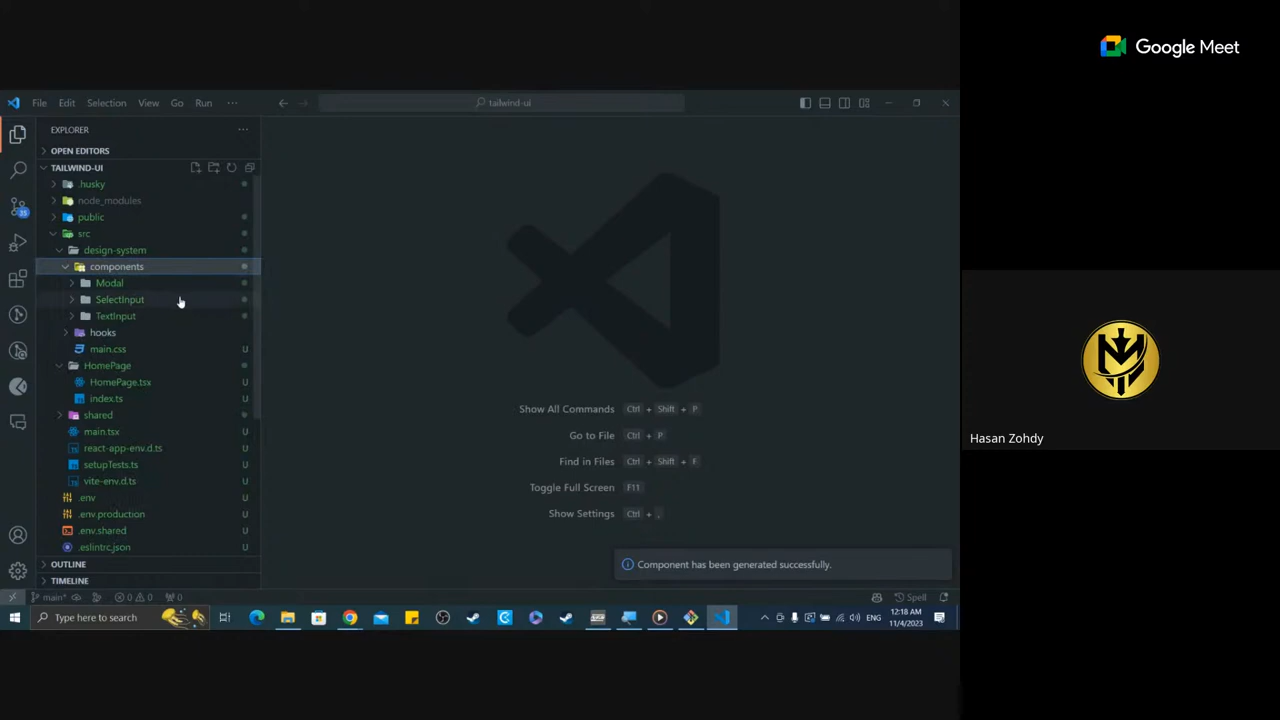 Google Meet
File Edit Selection View Go Run ···
tailwind-ui
EXPLORER
OPEN EDITORS
TAILWIND-UI
.husky
node_modules
public
src
design-system
components
Modal
SelectInput
TextInput
hooks
main.css U
HomePage
HomePage.tsx U
index.ts U
shared
main.tsx U
react-app-env.d.ts U
setupTests.ts U
vite-env.d.ts U
.env U
.env.production U
.env.shared U
.eslintrc.json U
OUTLINE
TIMELINE
35
Show All Commands Ctrl + Shift + P
Go to File Ctrl + P
Find in Files Ctrl + Shift + F
Toggle Full Screen F11
Show Settings Ctrl + ,
Component has been generated successfully.
main* 0 0 0 Spell
Type here to search
ENG
12:18 AM
11/4/2023
Hasan Zohdy